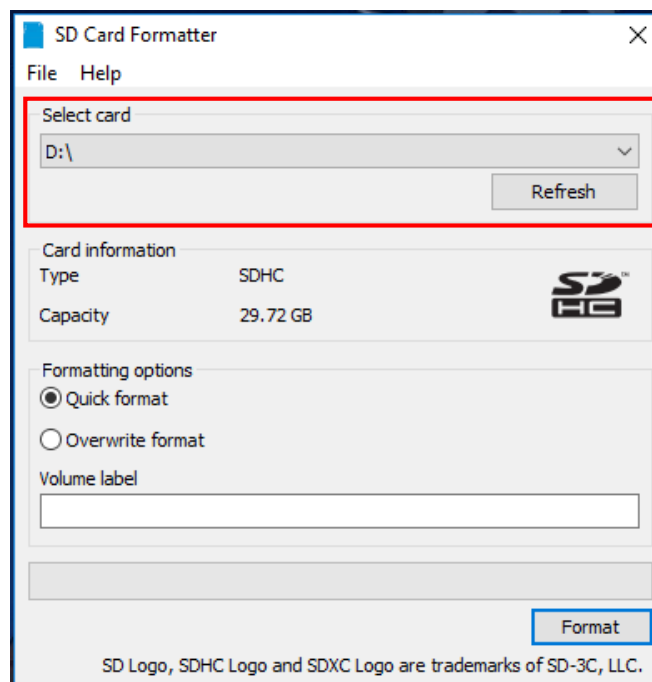 SD Card Formatter
File Help
Select card
D:\
Refresh
Card information
Type SDHC
Capacity 29.72 GB
SD
HC
TM
Formatting options
Quick format
Overwrite format
Volume label
Format
SD Logo, SDHC Logo and SDXC Logo are trademarks of SD-3C, LLC.